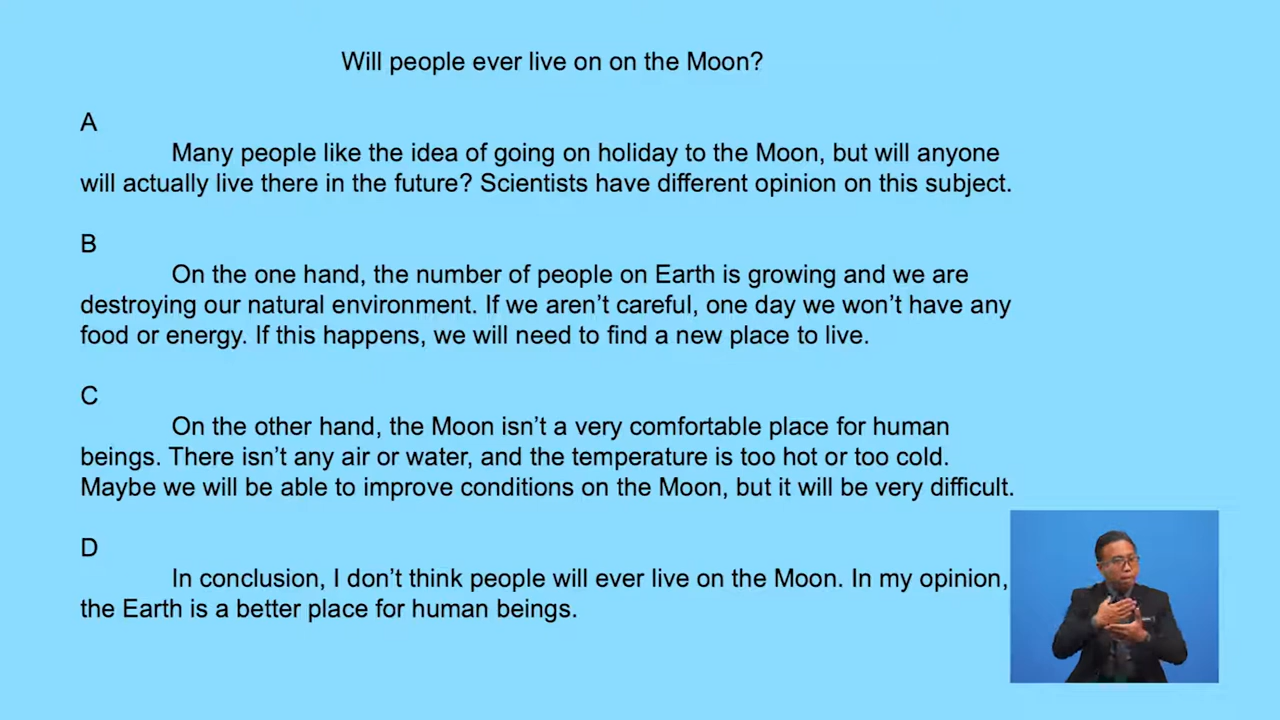 Will people ever live on on the Moon?
A
Many people like the idea of going on holiday to the Moon, but will anyone
will actually live there in the future? Scientists have different opinion on this subject.
B
On the one hand, the number of people on Earth is growing and we are
destroying our natural environment. If we aren’t careful, one day we won’t have any
food or energy. If this happens, we will need to find a new place to live.
C
On the other hand, the Moon isn’t a very comfortable place for human
beings. There isn’t any air or water, and the temperature is too hot or too cold.
Maybe we will be able to improve conditions on the Moon, but it will be very difficult.
D
In conclusion, I don’t think people will ever live on the Moon. In my opinion,
the Earth is a better place for human beings.